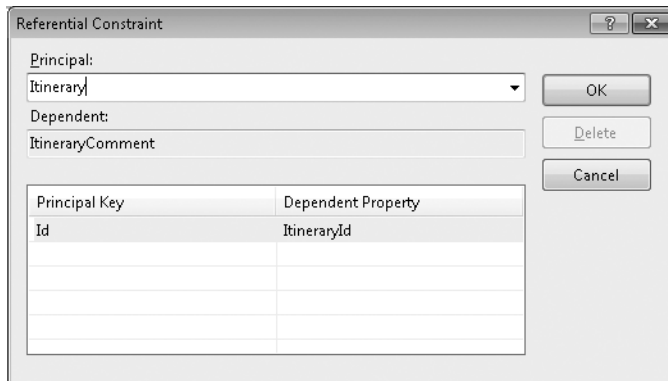 Referential Constraint
Principal:
Itinerary
OK
Dependent:
ItineraryComment
Delete
Cancel
Principal Key Dependent Property
Id ItineraryId